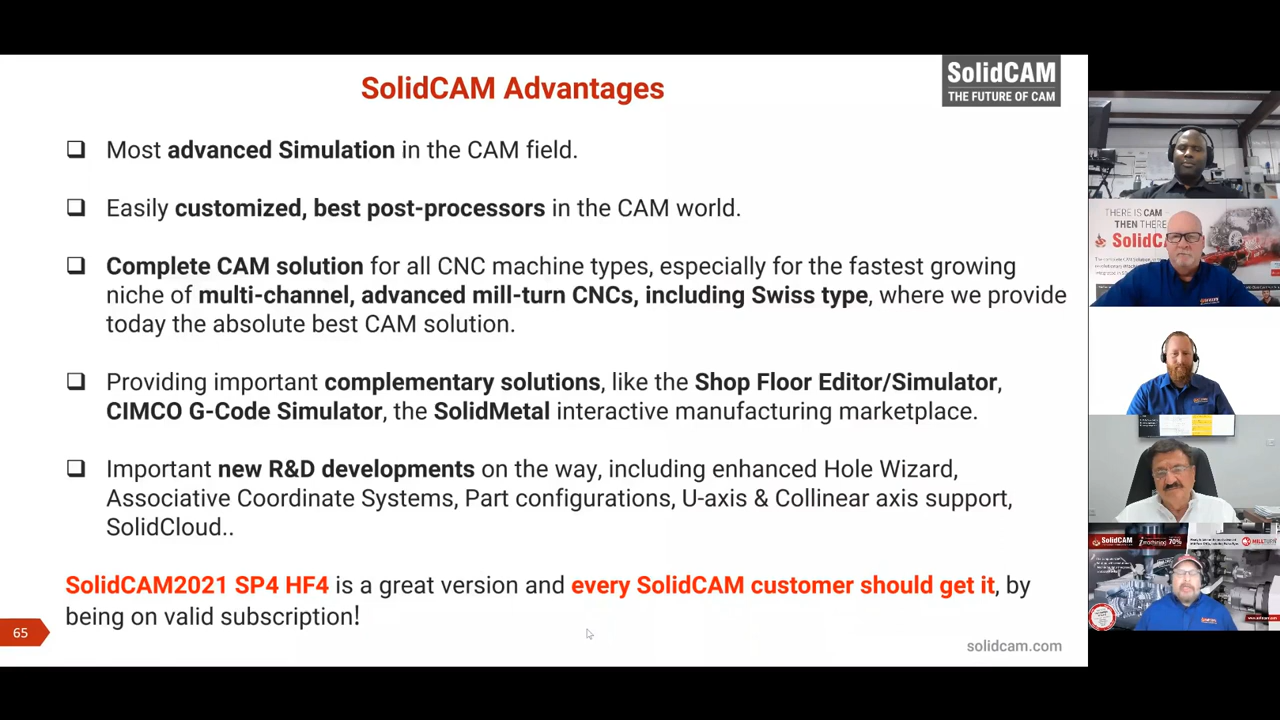 SolidCAM Advantages
SolidCAM
THE FUTURE OF CAM
Most advanced Simulation in the CAM field.
Easily customized, best post-processors in the CAM world.
Complete CAM solution for all CNC machine types, especially for the fastest growing
niche of multi-channel, advanced mill-turn CNCs, including Swiss type, where we provide
today the absolute best CAM solution.
Providing important complementary solutions, like the Shop Floor Editor/Simulator,
CIMCO G-Code Simulator, the SolidMetal interactive manufacturing marketplace.
Important new R&D developments on the way, including enhanced Hole Wizard,
Associative Coordinate Systems, Part configurations, U-axis & Collinear axis support,
SolidCloud..
SolidCAM2021 SP4 HF4 is a great version and every SolidCAM customer should get it, by
being on valid subscription!
65
solidcam.com
THERE IS CAM
THEN THERE
SolidCA
SolidCAM
70%
MILLTURN